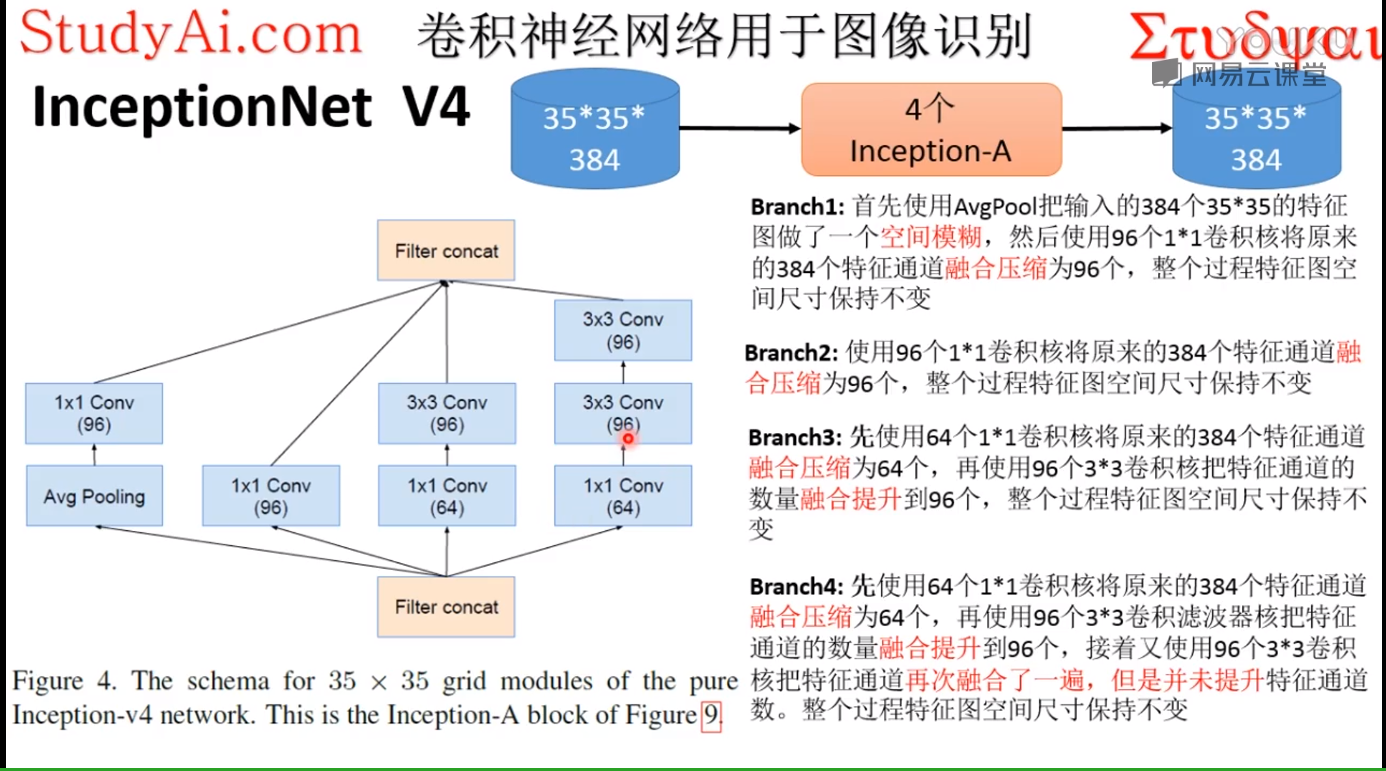 StudyAi.com
卷积神经网络用于图像识别
Στυδψαι
YOUKU
网易云课堂
InceptionNet V4
35*35*
384
4个
Inception-A
35*35*
384
Filter concat
3x3 Conv
(96)
1x1 Conv
(96)
3x3 Conv
(96)
3x3 Conv
(96)
Avg Pooling
1x1 Conv
(96)
1x1 Conv
(64)
1x1 Conv
(64)
Filter concat
Figure 4. The schema for 35 × 35 grid modules of the pure
Inception-v4 network. This is the Inception-A block of Figure 9.
Branch1: 首先使用AvgPool把输入的384个35*35的特征
图做了一个空间模糊，然后使用96个1*1卷积核将原来
的384个特征通道融合压缩为96个，整个过程特征图空
间尺寸保持不变
Branch2: 使用96个1*1卷积核将原来的384个特征通道融
合压缩为96个，整个过程特征图空间尺寸保持不变
Branch3: 先使用64个1*1卷积核将原来的384个特征通道
融合压缩为64个，再使用96个3*3卷积核把特征通道的
数量融合提升到96个，整个过程特征图空间尺寸保持不
变
Branch4: 先使用64个1*1卷积核将原来的384个特征通道
融合压缩为64个，再使用96个3*3卷积滤波器核把特征
通道的数量融合提升到96个，接着又使用96个3*3卷积
核把特征通道再次融合了一遍，但是并未提升特征通道
数。整个过程特征图空间尺寸保持不变